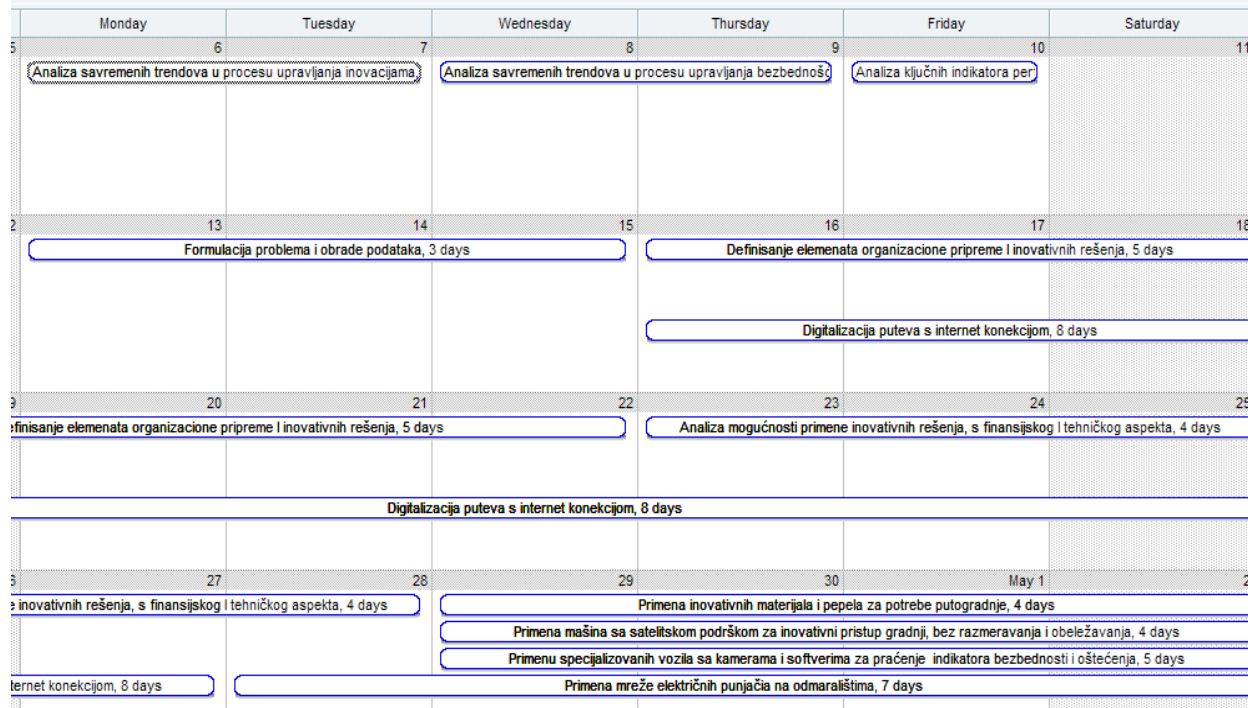 Monday Tuesday Wednesday Thursday Friday Saturday
5 6 7 8 9 10 11
Analiza savremenih trendova u procesu upravljanja inovacijama, Analiza savremenih trendova u procesu upravljanja bezbednošć Analiza ključnih indikatora per
2 13 14 15 16 17 18
Formulacija problema i obrade podataka, 3 days Definisanje elemenata organizacione pripreme I inovativnih rešenja, 5 days
Digitalizacija puteva s internet konekcijom, 8 days
9 20 21 22 23 24 25
efinisanje elemenata organizacione pripreme I inovativnih rešenja, 5 days Analiza mogućnosti primene inovativnih rešenja, s finansijskog I tehničkog aspekta, 4 days
Digitalizacija puteva s internet konekcijom, 8 days
6 27 28 29 30 May 1 2
e inovativnih rešenja, s finansijskog I tehničkog aspekta, 4 days Primena inovativnih materijala i pepela za potrebe putogradnje, 4 days
Primena mašina sa satelitskom podrškom za inovativni pristup gradnji, bez razmeravanja i obeležavanja, 4 days
Primenu specijalizovanih vozila sa kamerama i softverima za praćenje indikatora bezbednosti i oštećenja, 5 days
ternet konekcijom, 8 days Primena mreže električnih punjačia na odmaralištima, 7 days